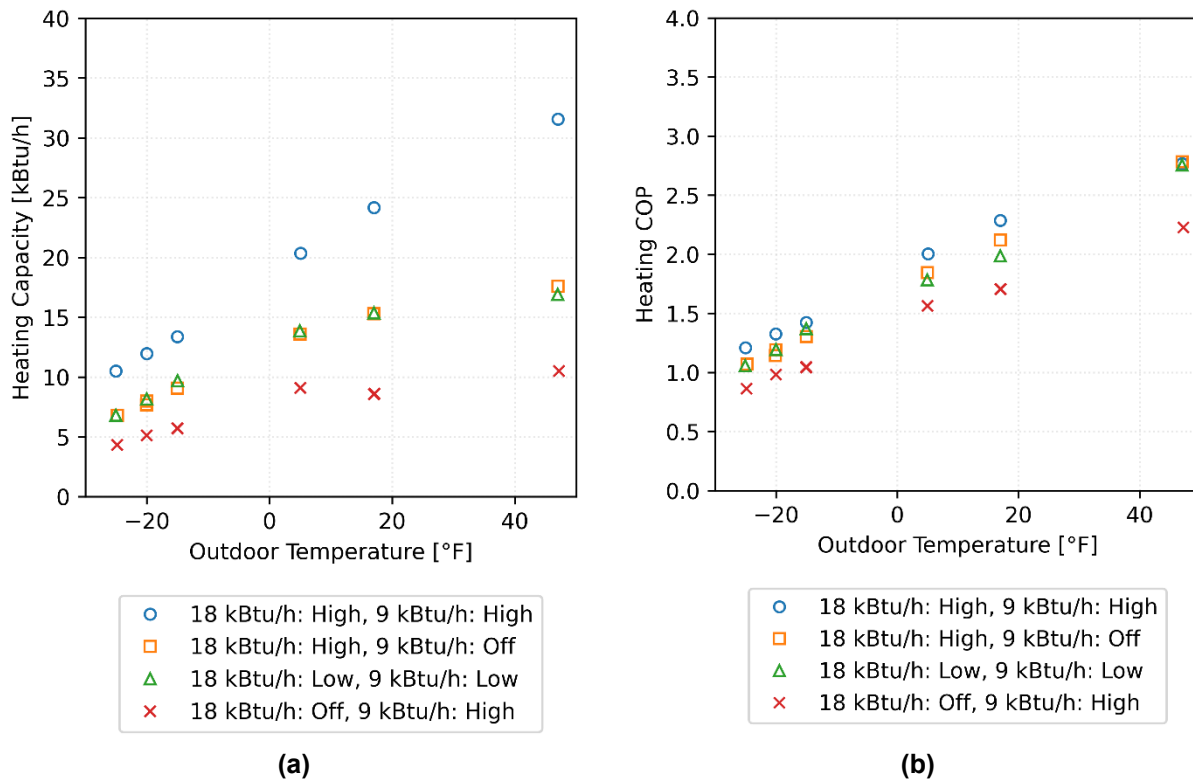 40
35
30
25
20
15
10
5
0
Heating Capacity [kBtu/h]
−20 0 20 40
Outdoor Temperature [°F]
18 kBtu/h: High, 9 kBtu/h: High
18 kBtu/h: High, 9 kBtu/h: Off
18 kBtu/h: Low, 9 kBtu/h: Low
18 kBtu/h: Off, 9 kBtu/h: High
(a)
4.0
3.5
3.0
2.5
2.0
1.5
1.0
0.5
0.0
Heating COP
−20 0 20 40
Outdoor Temperature [°F]
18 kBtu/h: High, 9 kBtu/h: High
18 kBtu/h: High, 9 kBtu/h: Off
18 kBtu/h: Low, 9 kBtu/h: Low
18 kBtu/h: Off, 9 kBtu/h: High
(b)